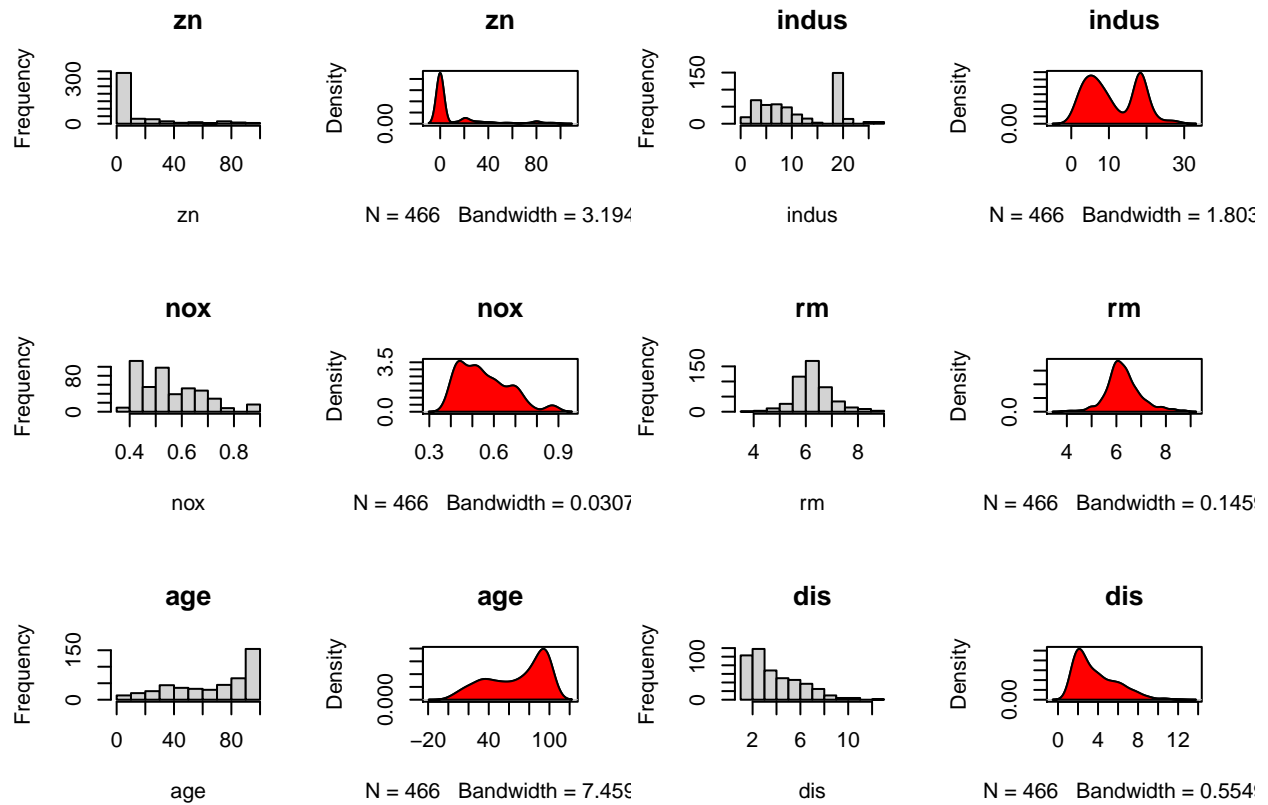 zn zn indus indus
Frequency 0 300 Density 0.00 Frequency 0 150 Density 0.00
0 40 80 0 40 80 0 10 20 0 10 30
zn N = 466 Bandwidth = 3.194 indus N = 466 Bandwidth = 1.803
nox nox rm rm
Frequency 0 80 Density 0.0 3.5 Frequency 0 150 Density 0.0
0.4 0.6 0.8 0.3 0.6 0.9 4 6 8 4 6 8
nox N = 466 Bandwidth = 0.0307 rm N = 466 Bandwidth = 0.145
age age dis dis
Frequency 0 150 Density 0.000 Frequency 0 100 Density 0.00
0 40 80 −20 40 100 2 6 10 0 4 8 12
age N = 466 Bandwidth = 7.459 dis N = 466 Bandwidth = 0.554